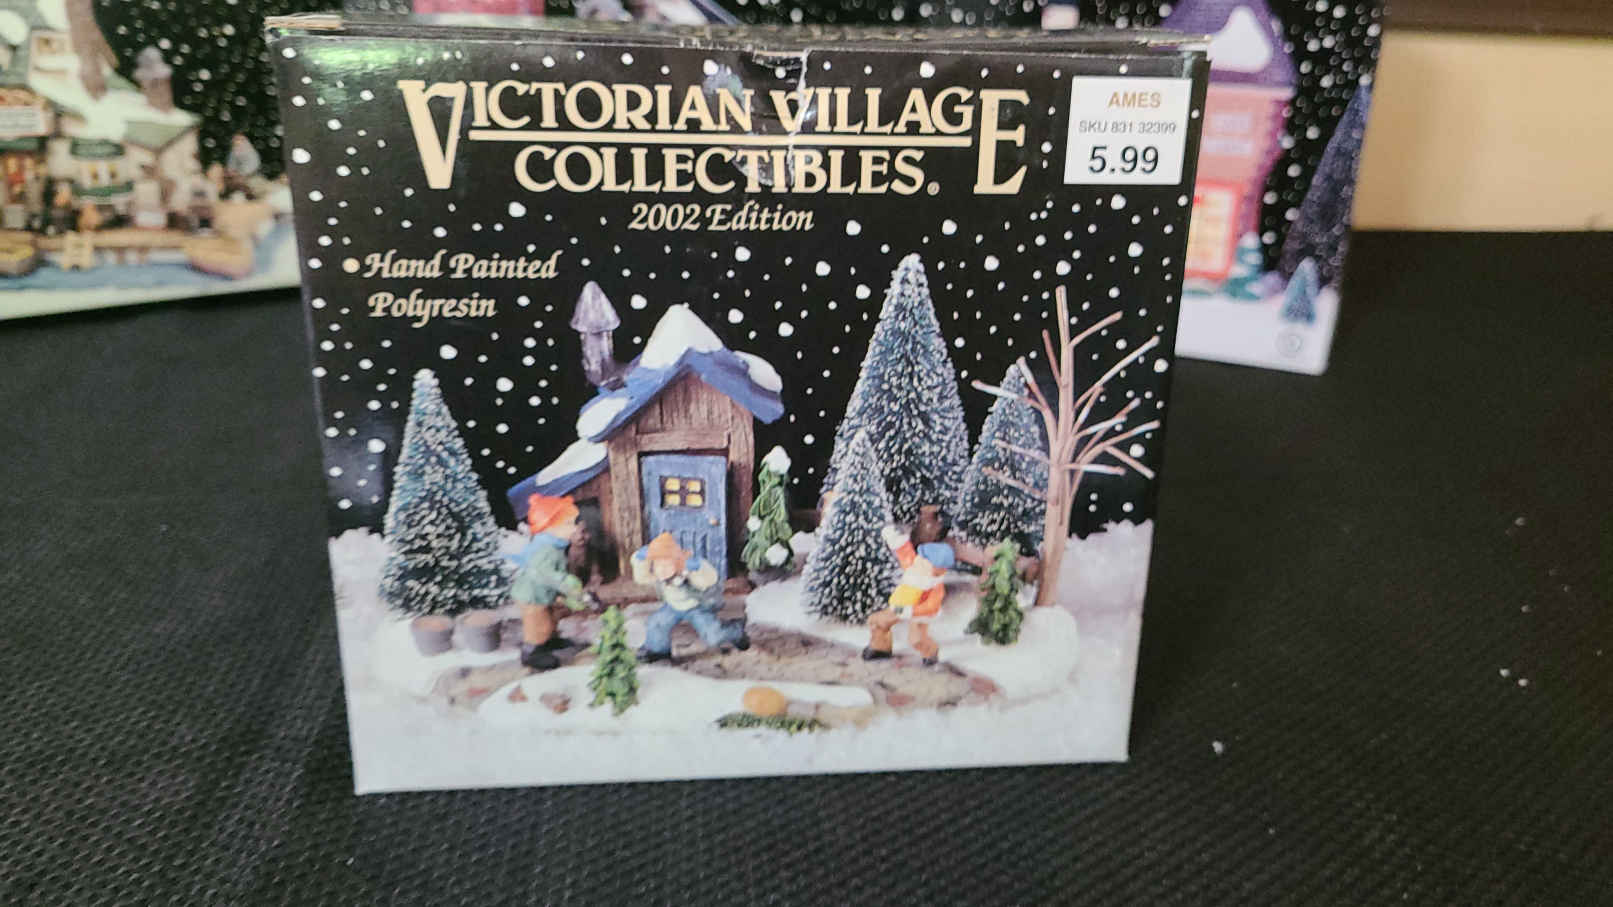 VICTORIAN VILLAGE
COLLECTIBLES®
2002 Edition
• Hand Painted
Polyresin
AMES
SKU 831 32399
5.99